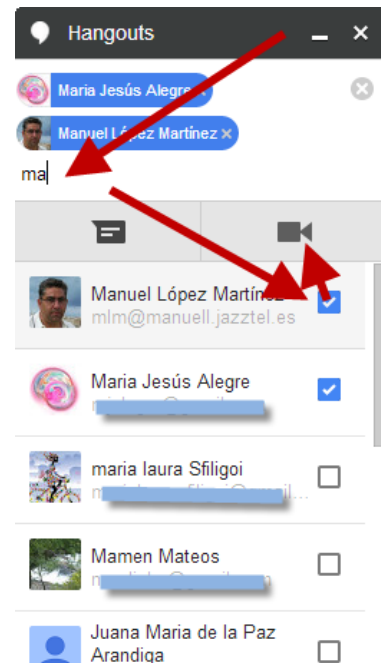 Hangouts
Maria Jesús Alegre
Manuel López Martínez
ma
Manuel López Martínez
mlm@manuell.jazztel.es
Maria Jesús Alegre
maria laura Sfiligoi
Mamen Mateos
Juana Maria de la Paz
Arandiga